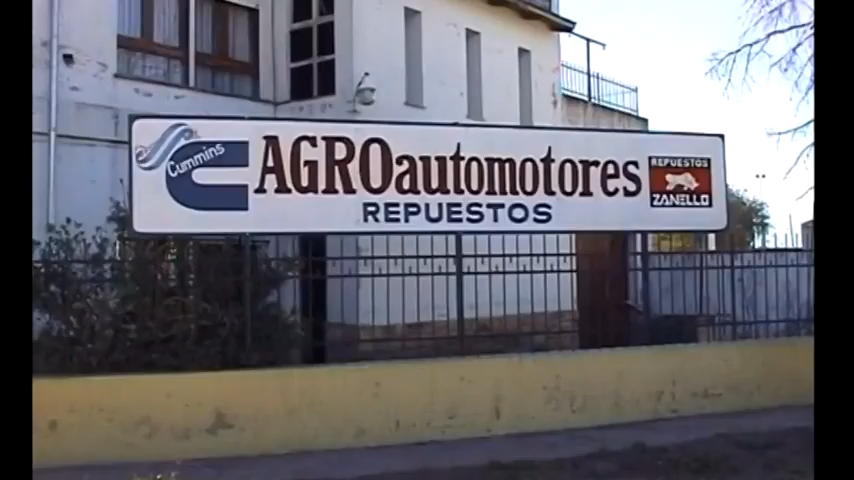 Cummins
AGROautomotores
REPUESTOS
REPUESTOS
ZANELLO